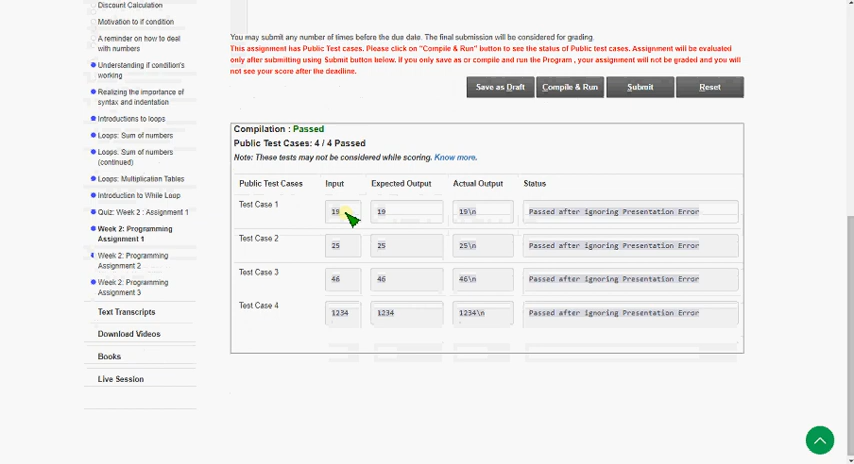 Discount Calculation
Motivation to if condition
A reminder on how to deal
with numbers
Understanding if condition's
working
Realizing the importance of
syntax and indentation
Introductions to loops
Loops: Sum of numbers
Loops: Sum of numbers
(continued)
Loops: Multiplication Tables
Introduction to While Loop
Quiz: Week 2 : Assignment 1
Week 2: Programming
Assignment 1
Week 2: Programming
Assignment 2
Week 2: Programming
Assignment 3
Text Transcripts
Download Videos
Books
Live Session
You may submit any number of times before the due date. The final submission will be considered for grading.
This assignment has Public Test cases. Please click on "Compile & Run" button to see the status of Public test cases. Assignment will be evaluated
only after submitting using Submit button below. If you only save as or compile and run the Program , your assignment will not be graded and you will
not see your score after the deadline.
Save as Draft Compile & Run Submit Reset
Compilation : Passed
Public Test Cases: 4 / 4 Passed
Note: These tests may not be considered while scoring. Know more.
Public Test Cases Input Expected Output Actual Output Status
Test Case 1 19 19 19\n Passed after ignoring Presentation Error
Test Case 2 25 25 25\n Passed after ignoring Presentation Error
Test Case 3 46 46 46\n Passed after ignoring Presentation Error
Test Case 4 1234 1234 1234\n Passed after ignoring Presentation Error